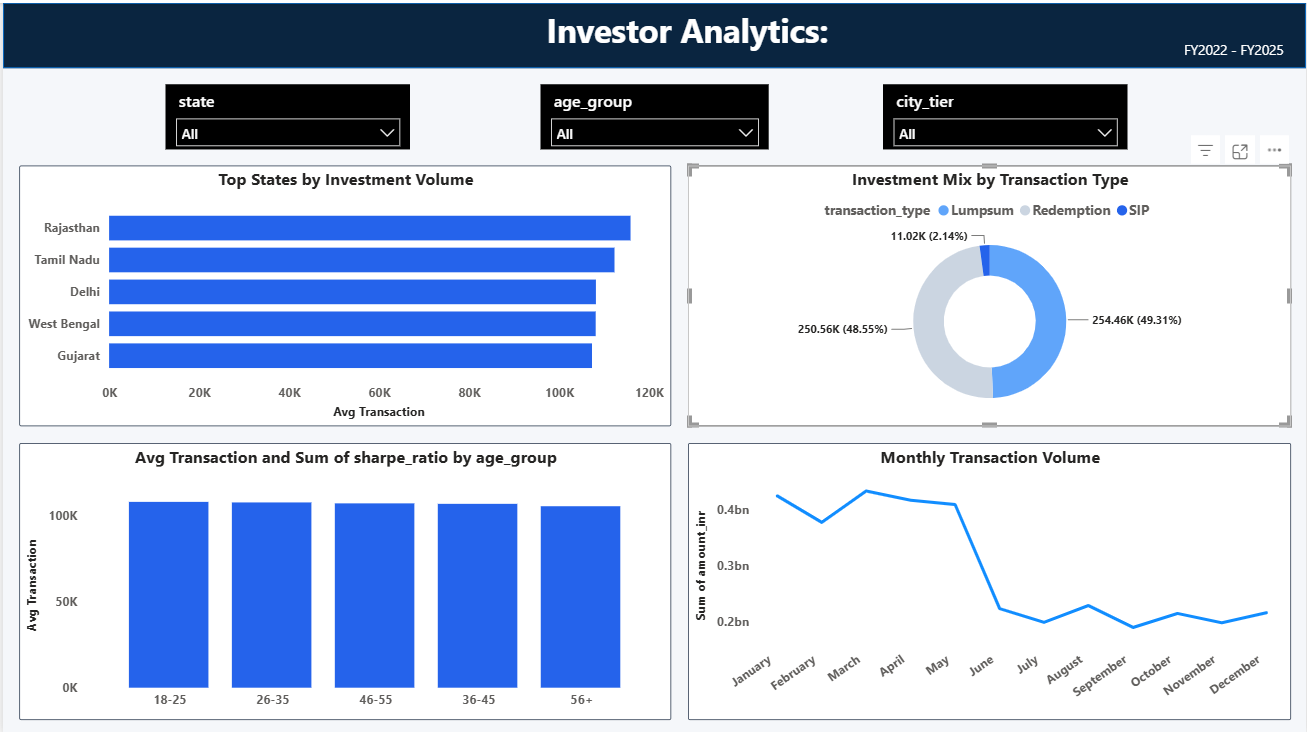 Investor Analytics:
FY2022 - FY2025
state
All
age_group
All
city_tier
All
Top States by Investment Volume
Rajasthan
Tamil Nadu
Delhi
West Bengal
Gujarat
0K 20K 40K 60K 80K 100K 120K
Avg Transaction
Investment Mix by Transaction Type
transaction_type Lumpsum Redemption SIP
11.02K (2.14%)
250.56K (48.55%)
254.46K (49.31%)
Avg Transaction and Sum of sharpe_ratio by age_group
Avg Transaction
100K
50K
0K
18-25 26-35 46-55 36-45 56+
Monthly Transaction Volume
Sum of amount_inr
0.4bn
0.3bn
0.2bn
January February March April May June July August September October November December